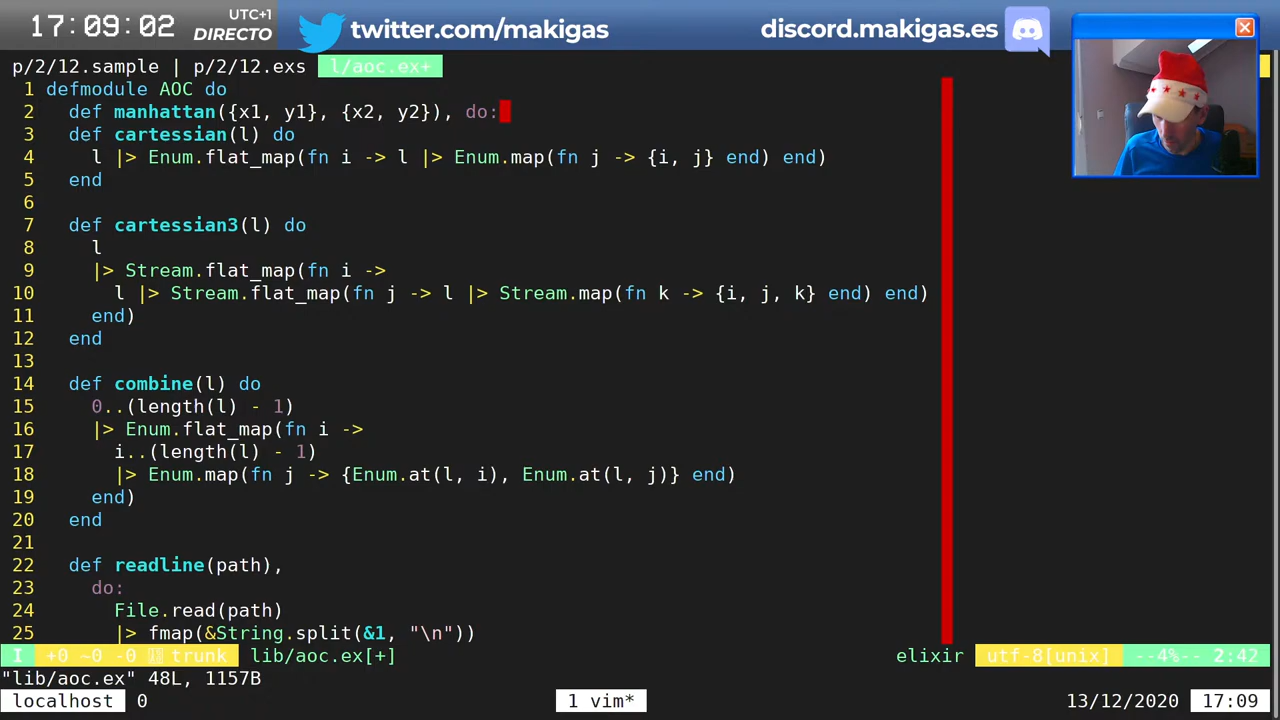 17:09:02
UTC+1
DIRECTO
twitter.com/makigas
discord.makigas.es
p/2/12.sample | p/2/12.exs l/aoc.ex+
1 defmodule AOC do
2   def manhattan({x1, y1}, {x2, y2}), do:
3   def cartessian(l) do
4     l |> Enum.flat_map(fn i -> l |> Enum.map(fn j -> {i, j} end) end)
5   end
6
7   def cartessian3(l) do
8     l
9     |> Stream.flat_map(fn i ->
10       l |> Stream.flat_map(fn j -> l |> Stream.map(fn k -> {i, j, k} end) end)
11     end)
12   end
13
14   def combine(l) do
15     0..(length(l) - 1)
16     |> Enum.flat_map(fn i ->
17       i..(length(l) - 1)
18       |> Enum.map(fn j -> {Enum.at(l, i), Enum.at(l, j)} end)
19     end)
20   end
21
22   def readline(path),
23     do:
24       File.read(path)
25       |> fmap(&String.split(&1, "\n"))
I +0 ~0 -0 trunk lib/aoc.ex[+] elixir utf-8[unix] --4%-- 2:42
"lib/aoc.ex" 48L, 1157B
localhost 0 1 vim* 13/12/2020 17:09